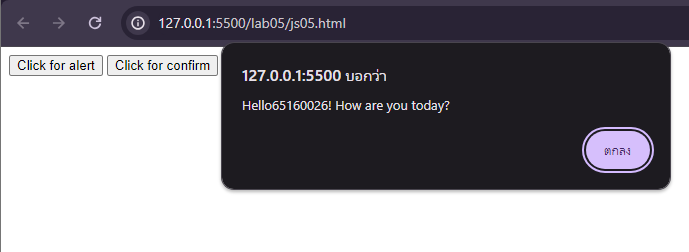 127.0.0.1:5500/lab05/js05.html
Click for alert Click for confirm
127.0.0.1:5500 บอกว่า
Hello65160026! How are you today?
ตกลง